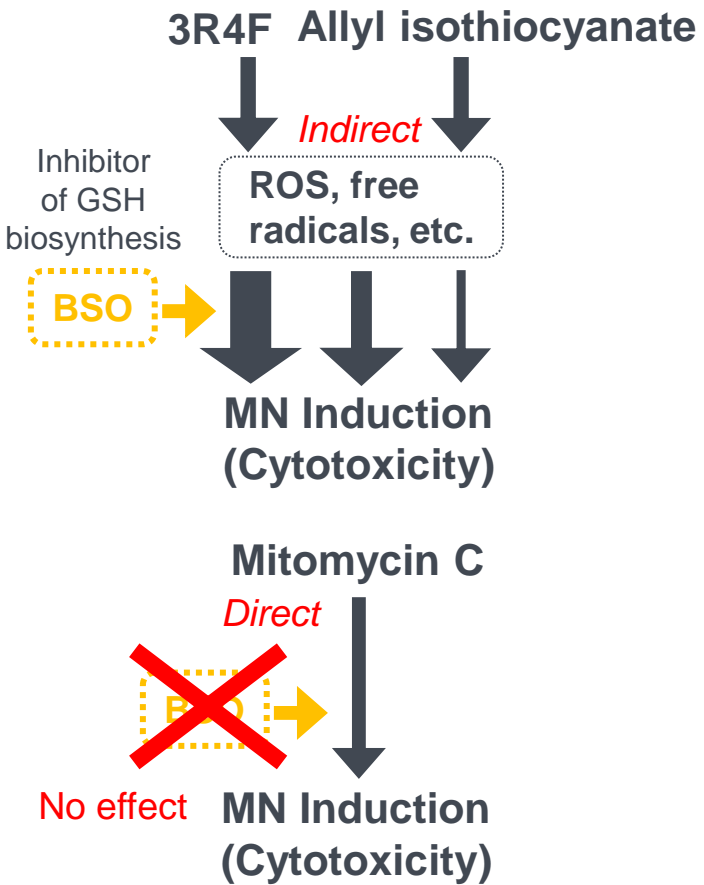 3R4F Allyl isothiocyanate
Indirect
Inhibitor
of GSH
biosynthesis
ROS, free
radicals, etc.
BSO
MN Induction
(Cytotoxicity)
Mitomycin C
Direct
BSO
No effect
MN Induction
(Cytotoxicity)